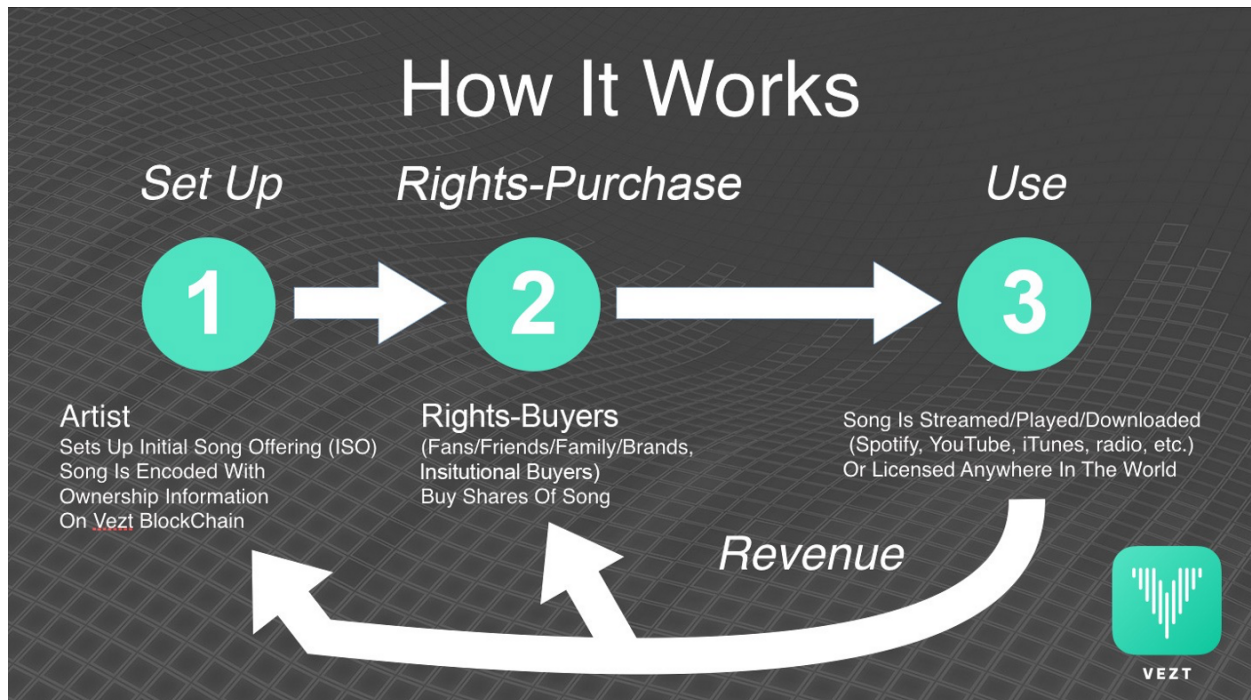 How It Works
Set Up
Rights-Purchase
Use
1
2
3
Artist
Sets Up Initial Song Offering (ISO)
Song Is Encoded With
Ownership Information
On Vezt BlockChain
Rights-Buyers
(Fans/Friends/Family/Brands,
Insitutional Buyers)
Buy Shares Of Song
Song Is Streamed/Played/Downloaded
(Spotify, YouTube, iTunes, radio, etc.)
Or Licensed Anywhere In The World
Revenue
VEZT